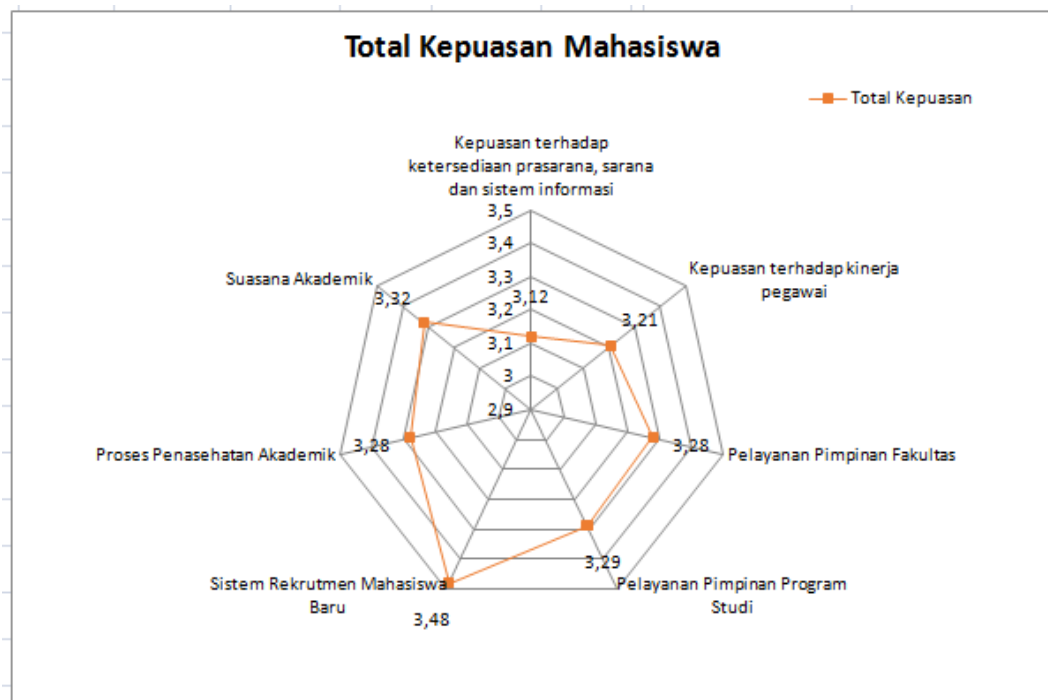 Total Kepuasan Mahasiswa
Total Kepuasan
Kepuasan terhadap
ketersediaan prasarana, sarana
dan sistem informasi
3,5
3,4
3,3
3,2
3,1
3
2,9
3,12
Kepuasan terhadap kinerja
pegawai
3,21
Pelayanan Pimpinan Fakultas
3,28
Pelayanan Pimpinan Program
Studi
3,29
Sistem Rekrutmen Mahasiswa
Baru
3,48
Proses Penasehatan Akademik
3,28
Suasana Akademik
3,32